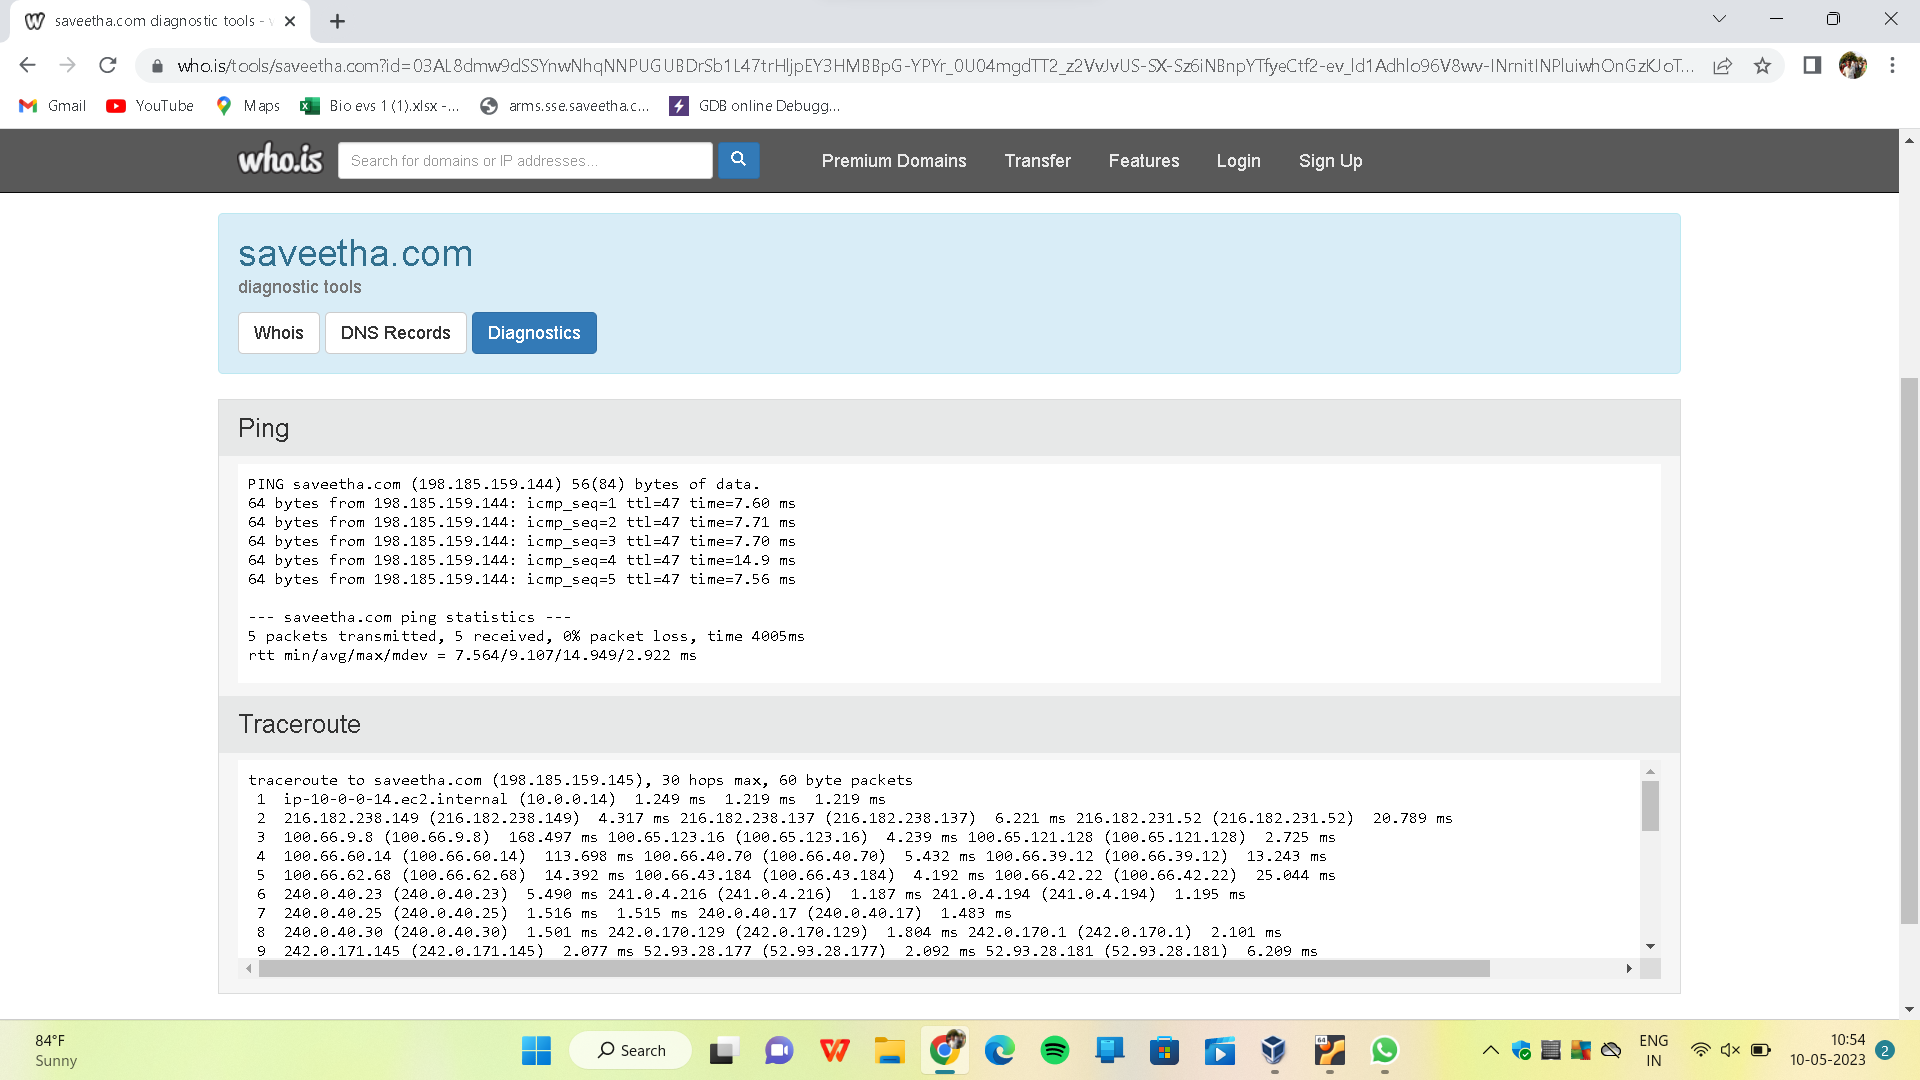 saveetha.com diagnostic tools -
who.is/tools/saveetha.com?id=03AL8dmw9dSSYnwNhqNNPUGUBDrSb1L47trHljpEY3HMBBpG-YPYr_0U04mgdTT2_z2VvJvUS-SX-Sz6iNBnpYTfyeCtf2-ev_ld1Adhlo96V8wv-INrnitINPluiwhOnGzKJoT...
Gmail YouTube Maps Bio evs 1 (1).xlsx -... arms.sse.saveetha.c... GDB online Debugg...
who.is Search for domains or IP addresses... Premium Domains Transfer Features Login Sign Up
saveetha.com
diagnostic tools
Whois DNS Records Diagnostics
Ping
PING saveetha.com (198.185.159.144) 56(84) bytes of data.
64 bytes from 198.185.159.144: icmp_seq=1 ttl=47 time=7.60 ms
64 bytes from 198.185.159.144: icmp_seq=2 ttl=47 time=7.71 ms
64 bytes from 198.185.159.144: icmp_seq=3 ttl=47 time=7.70 ms
64 bytes from 198.185.159.144: icmp_seq=4 ttl=47 time=14.9 ms
64 bytes from 198.185.159.144: icmp_seq=5 ttl=47 time=7.56 ms
--- saveetha.com ping statistics ---
5 packets transmitted, 5 received, 0% packet loss, time 4005ms
rtt min/avg/max/mdev = 7.564/9.107/14.949/2.922 ms
Traceroute
traceroute to saveetha.com (198.185.159.145), 30 hops max, 60 byte packets
1 ip-10-0-0-14.ec2.internal (10.0.0.14) 1.249 ms 1.219 ms 1.219 ms
2 216.182.238.149 (216.182.238.149) 4.317 ms 216.182.238.137 (216.182.238.137) 6.221 ms 216.182.231.52 (216.182.231.52) 20.789 ms
3 100.66.9.8 (100.66.9.8) 168.497 ms 100.65.123.16 (100.65.123.16) 4.239 ms 100.65.121.128 (100.65.121.128) 2.725 ms
4 100.66.60.14 (100.66.60.14) 113.698 ms 100.66.40.70 (100.66.40.70) 5.432 ms 100.66.39.12 (100.66.39.12) 13.243 ms
5 100.66.62.68 (100.66.62.68) 14.392 ms 100.66.43.184 (100.66.43.184) 4.192 ms 100.66.42.22 (100.66.42.22) 25.044 ms
6 240.0.40.23 (240.0.40.23) 5.490 ms 241.0.4.216 (241.0.4.216) 1.187 ms 241.0.4.194 (241.0.4.194) 1.195 ms
7 240.0.40.25 (240.0.40.25) 1.516 ms 1.515 ms 240.0.40.17 (240.0.40.17) 1.483 ms
8 240.0.40.30 (240.0.40.30) 1.501 ms 242.0.170.129 (242.0.170.129) 1.804 ms 242.0.170.1 (242.0.170.1) 2.101 ms
9 242.0.171.145 (242.0.171.145) 2.077 ms 52.93.28.177 (52.93.28.177) 2.092 ms 52.93.28.181 (52.93.28.181) 6.209 ms
84°F
Sunny
Search
ENG
IN
10:54
10-05-2023
2